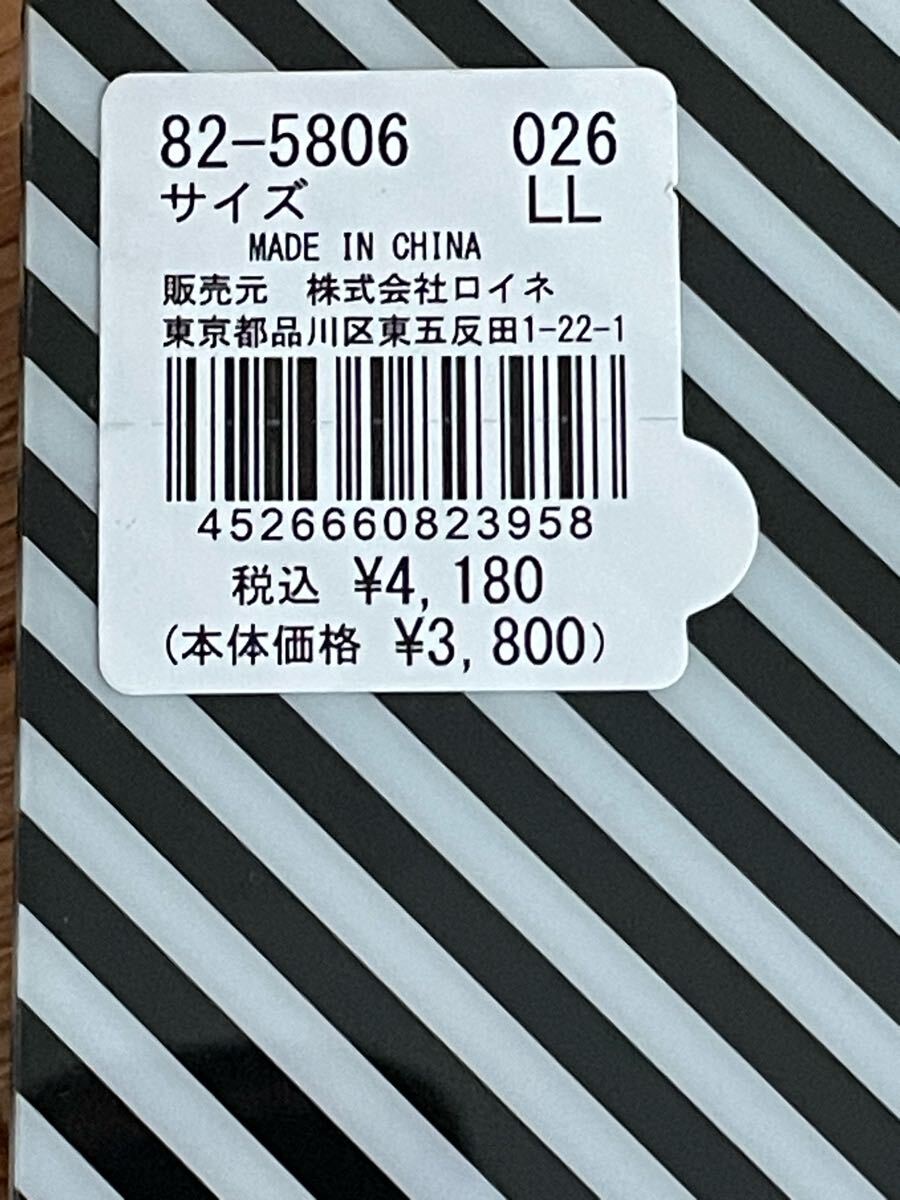 82-5806 026
サイズ LL
MADE IN CHINA
販売元 株式会社ロイネ
東京都品川区東五反田1-22-1
4526660823958
税込 ¥4,180
(本体価格 ¥3,800)